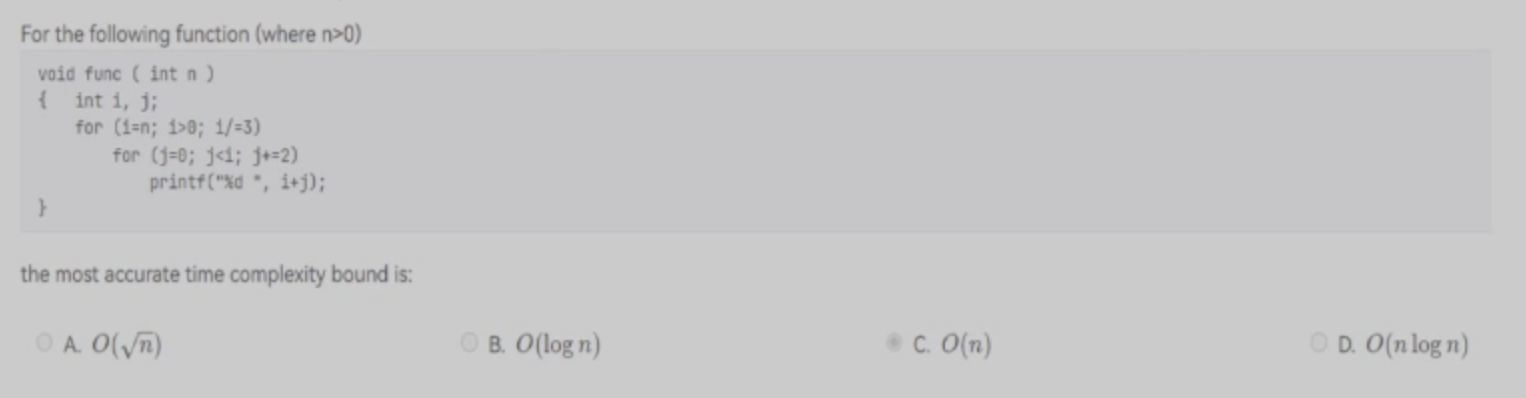 For the following function (where n>0)
void func ( int n )
{ int i, j;
for (i=n; i>0; i/=3)
for (j=0; j<i; j+=2)
printf("%d ", i+j);
}
the most accurate time complexity bound is:
A. O(√n) B. O(log n) C. O(n) D. O(n log n)